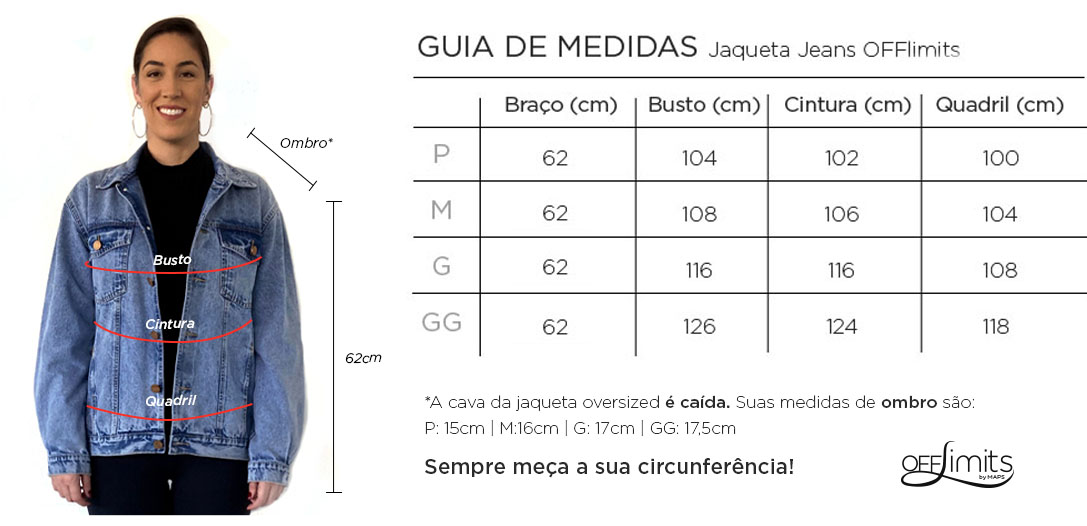 GUIA DE MEDIDAS Jaqueta Jeans OFFlimits
Braço (cm) Busto (cm) Cintura (cm) Quadril (cm)
P 62 104 102 100
M 62 108 106 104
G 62 116 116 108
GG 62 126 124 118
*A cava da jaqueta oversized é caída. Suas medidas de ombro são:
P: 15cm | M:16cm | G: 17cm | GG: 17,5cm
Sempre meça a sua circunferência!
OFFLimits
by MAPS
Ombro*
Busto
Cintura
62cm
Quadril